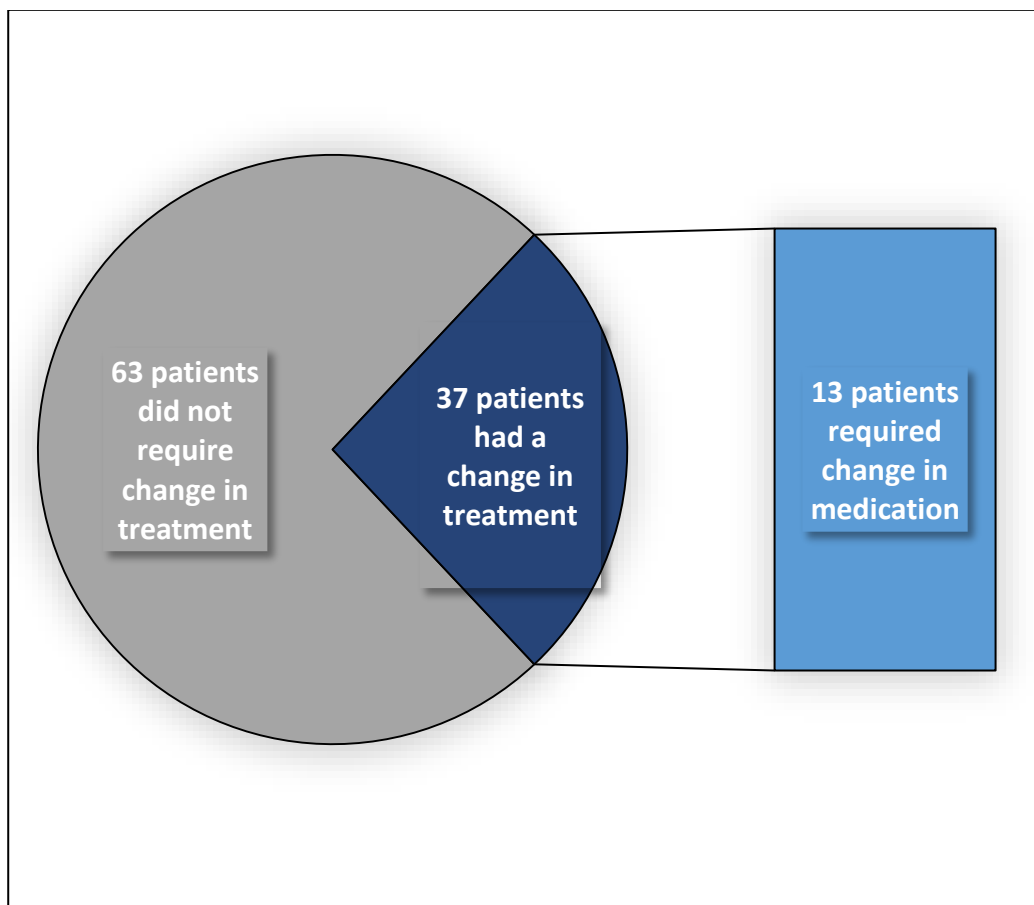 63 patients
did not
require
change in
treatment
37 patients
had a
change in
treatment
13 patients
required
change in
medication